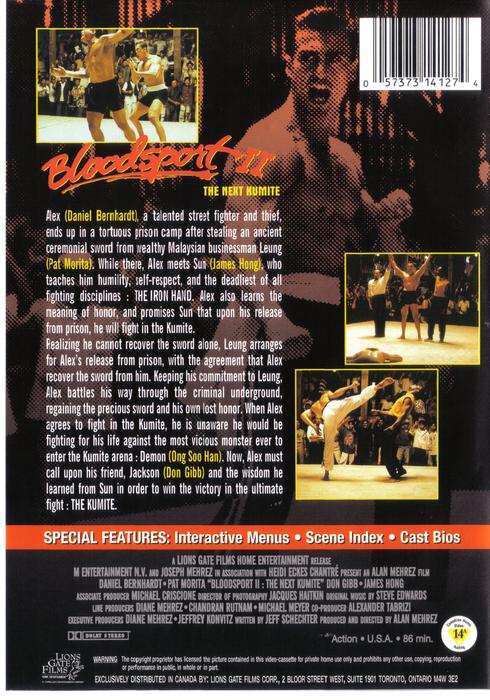 0 57373 14127 4
Bloodsport II
THE NEXT KUMITE
Alex (Daniel Bernhardt), a talented street fighter and thief,
ends up in a tortuous prison camp after stealing an ancient
ceremonial sword from wealthy Malaysian businessman Leung
(Pat Morita). While there, Alex meets Sun (James Hong), who
teaches him humility, self-respect, and the deadliest of all
fighting disciplines : THE IRON HAND. Alex also learns the
meaning of honor, and promises Sun that upon his release
from prison, he will fight in the Kumite.
Realizing he cannot recover the sword alone, Leung arranges
for Alex's release from prison, with the agreement that Alex
recover the sword from him. Keeping his commitment to Leung,
Alex battles his way through the criminal underground,
regaining the precious sword and his own lost honor. When Alex
agrees to fight in the Kumite, he is unaware he would be
fighting for his life against the most vicious monster ever to
enter the Kumite arena : Demon (Ong Soo Han). Now, Alex must
call upon his friend, Jackson (Don Gibb) and the wisdom he
learned from Sun in order to win the victory in the ultimate
fight : THE KUMITE.
SPECIAL FEATURES: Interactive Menus • Scene Index • Cast Bios
A LIONS GATE FILMS HOME ENTERTAINMENT RELEASE
M ENTERTAINMENT N.V. AND JOSEPH MEHREZ IN ASSOCIATION WITH HEIDI ECKES CHANTRÉ PRESENT AN ALAN MEHREZ FILM
DANIEL BERNHARDT • PAT MORITA "BLOODSPORT II : THE NEXT KUMITE" DON GIBB • JAMES HONG
ASSOCIATE PRODUCER MICHAEL CRISCIONE DIRECTOR OF PHOTOGRAPHY JACQUES HAITKIN ORIGINAL MUSIC BY STEVE EDWARDS
LINE PRODUCERS DIANE MEHREZ • CHANDRAN RUTNAM • MICHAEL MEYER CO-PRODUCER ALEXANDER TABRIZI
EXECUTIVE PRODUCERS DIANE MEHREZ • JEFFREY KONVITZ WRITTEN BY JEFF SCHECHTER PRODUCED AND DIRECTED BY ALAN MEHREZ
DOLBY STEREO
Action • U.S.A. • 86 min.
14A
LIONS GATE FILMS
WARNING The copyright proprietor has licensed the picture contained in this video-cassette for private home use only and prohibits any other use, copying, reproduction
or performance in public, in whole or in part.
EXCLUSIVELY DISTRIBUTED IN CANADA BY: LIONS GATE FILMS CORP., 2 BLOOR STREET WEST, SUITE 1901 TORONTO, ONTARIO M4W 3E2